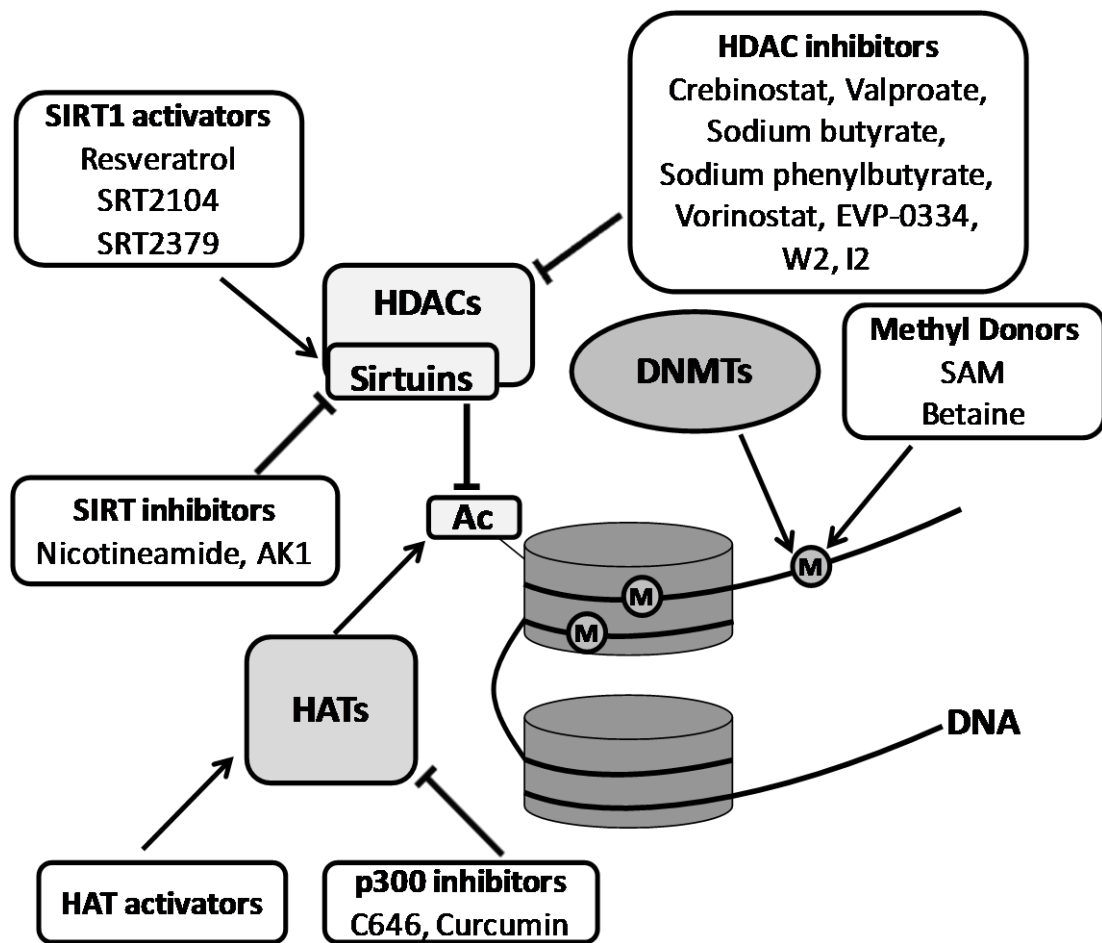 HDAC inhibitors
Crebinostat, Valproate,
Sodium butyrate,
Sodium phenylbutyrate,
Vorinostat, EVP-0334,
W2, I2
SIRT1 activators
Resveratrol
SRT2104
SRT2379
HDACs
Sirtuins
DNMTs
Methyl Donors
SAM
Betaine
SIRT inhibitors
Nicotineamide, AK1
Ac
M
M
M
HATs
DNA
HAT activators
p300 inhibitors
C646, Curcumin